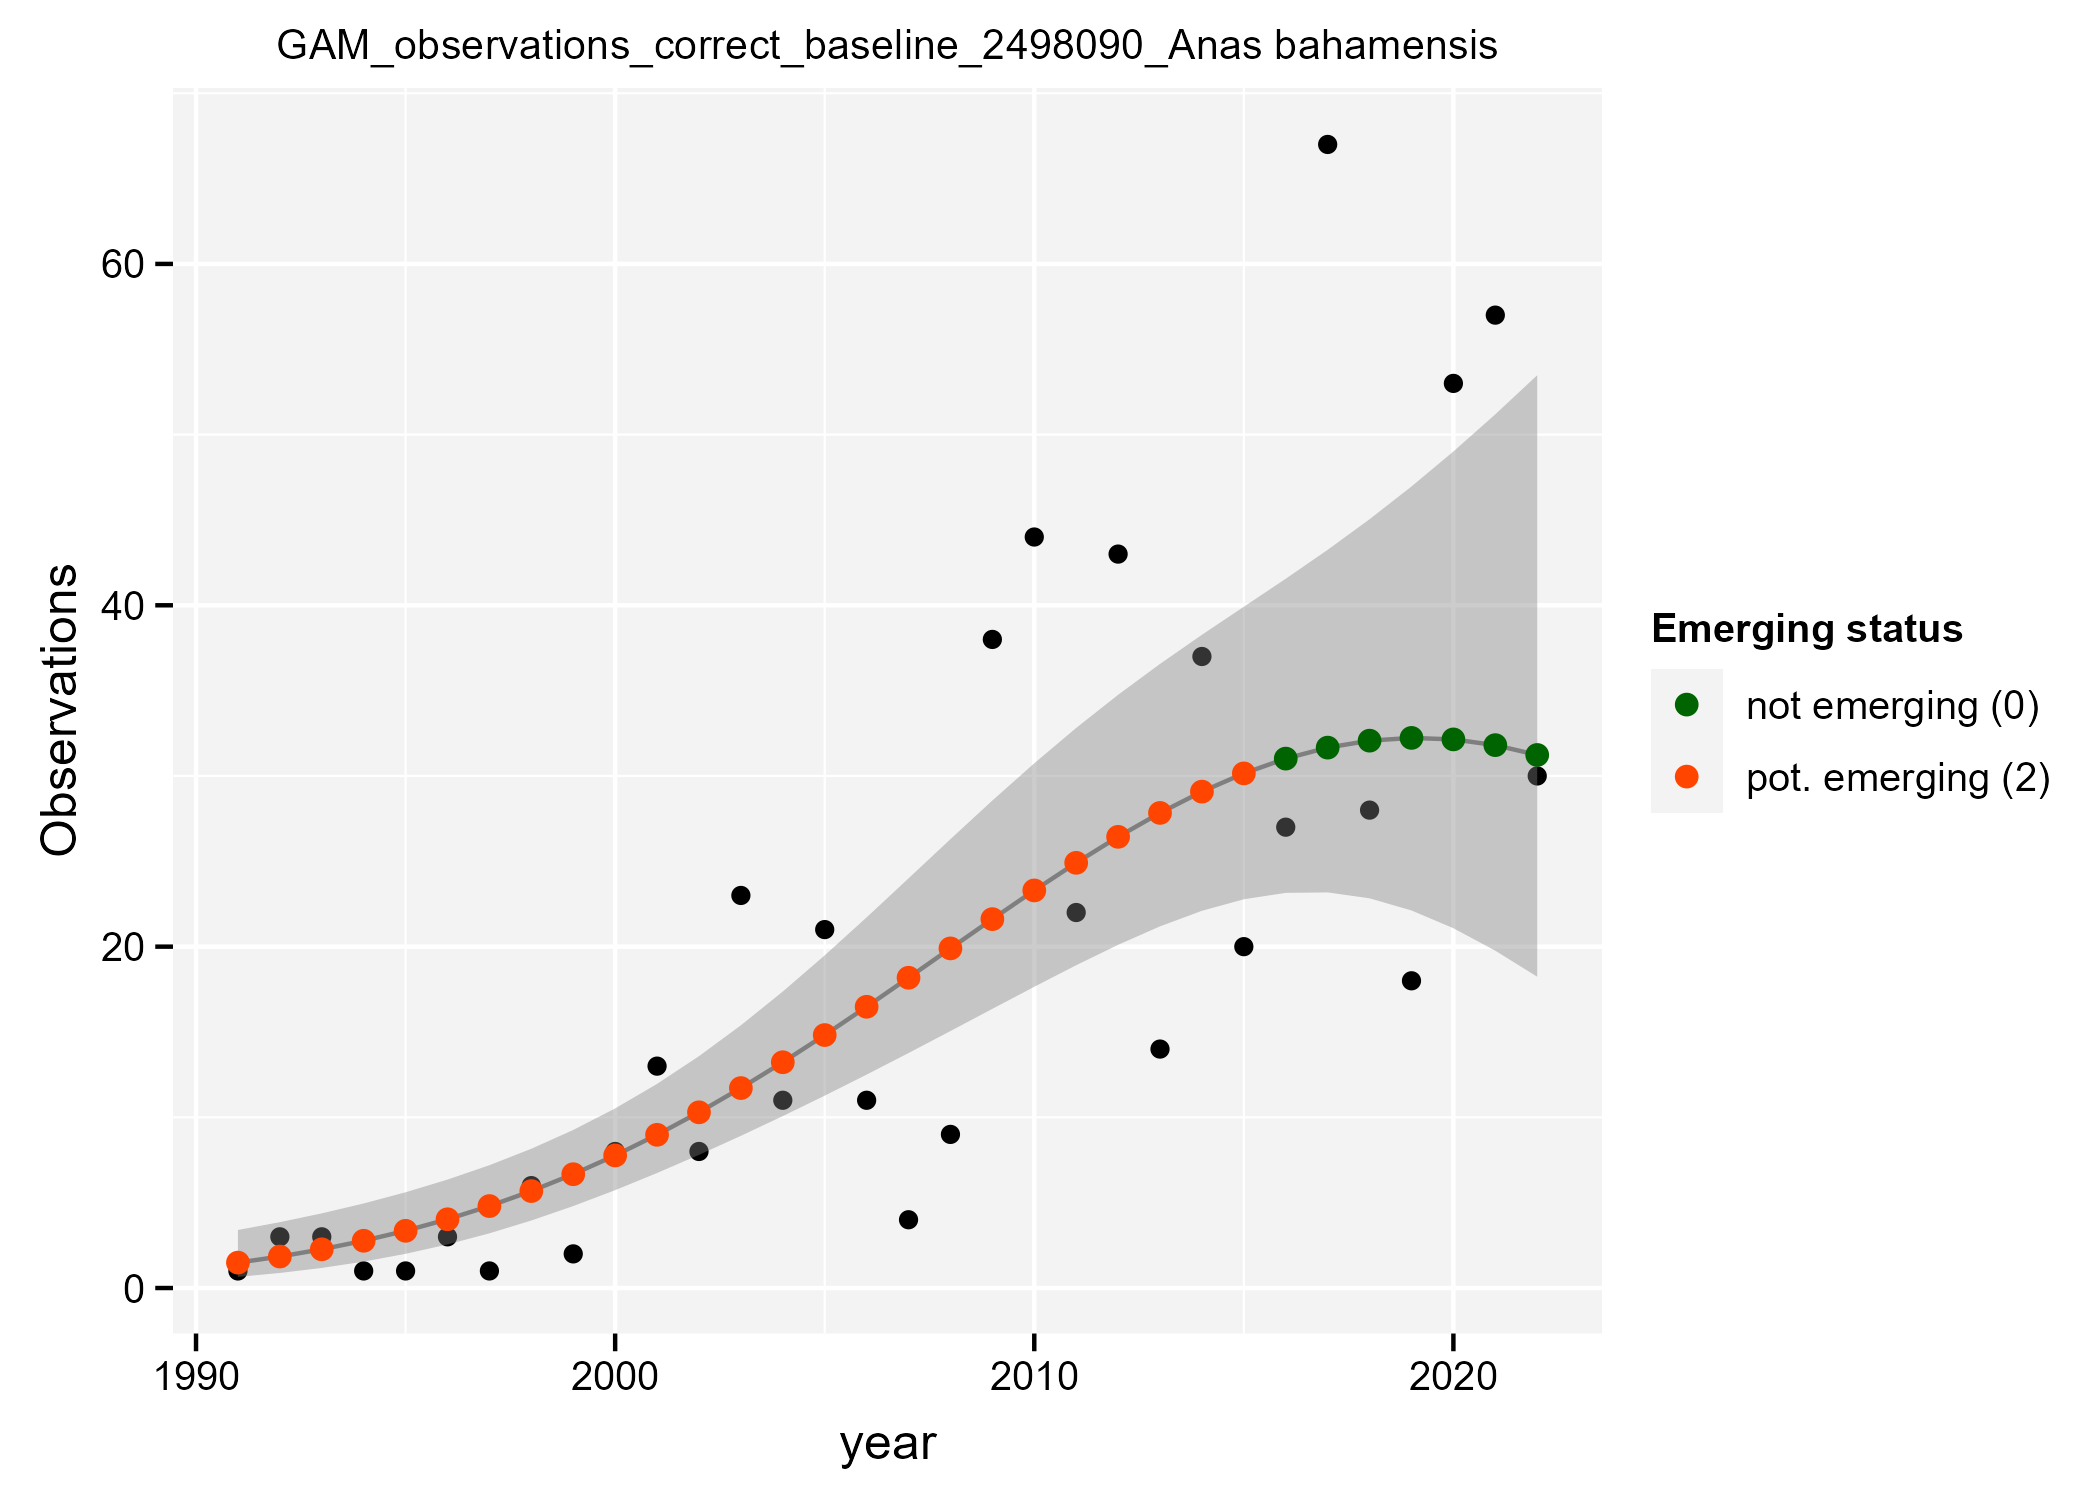 GAM_observations_correct_baseline_2498090_Anas bahamensis
Observations
60
40
20
0
1990
2000
2010
2020
year
Emerging status
not emerging (0)
pot. emerging (2)